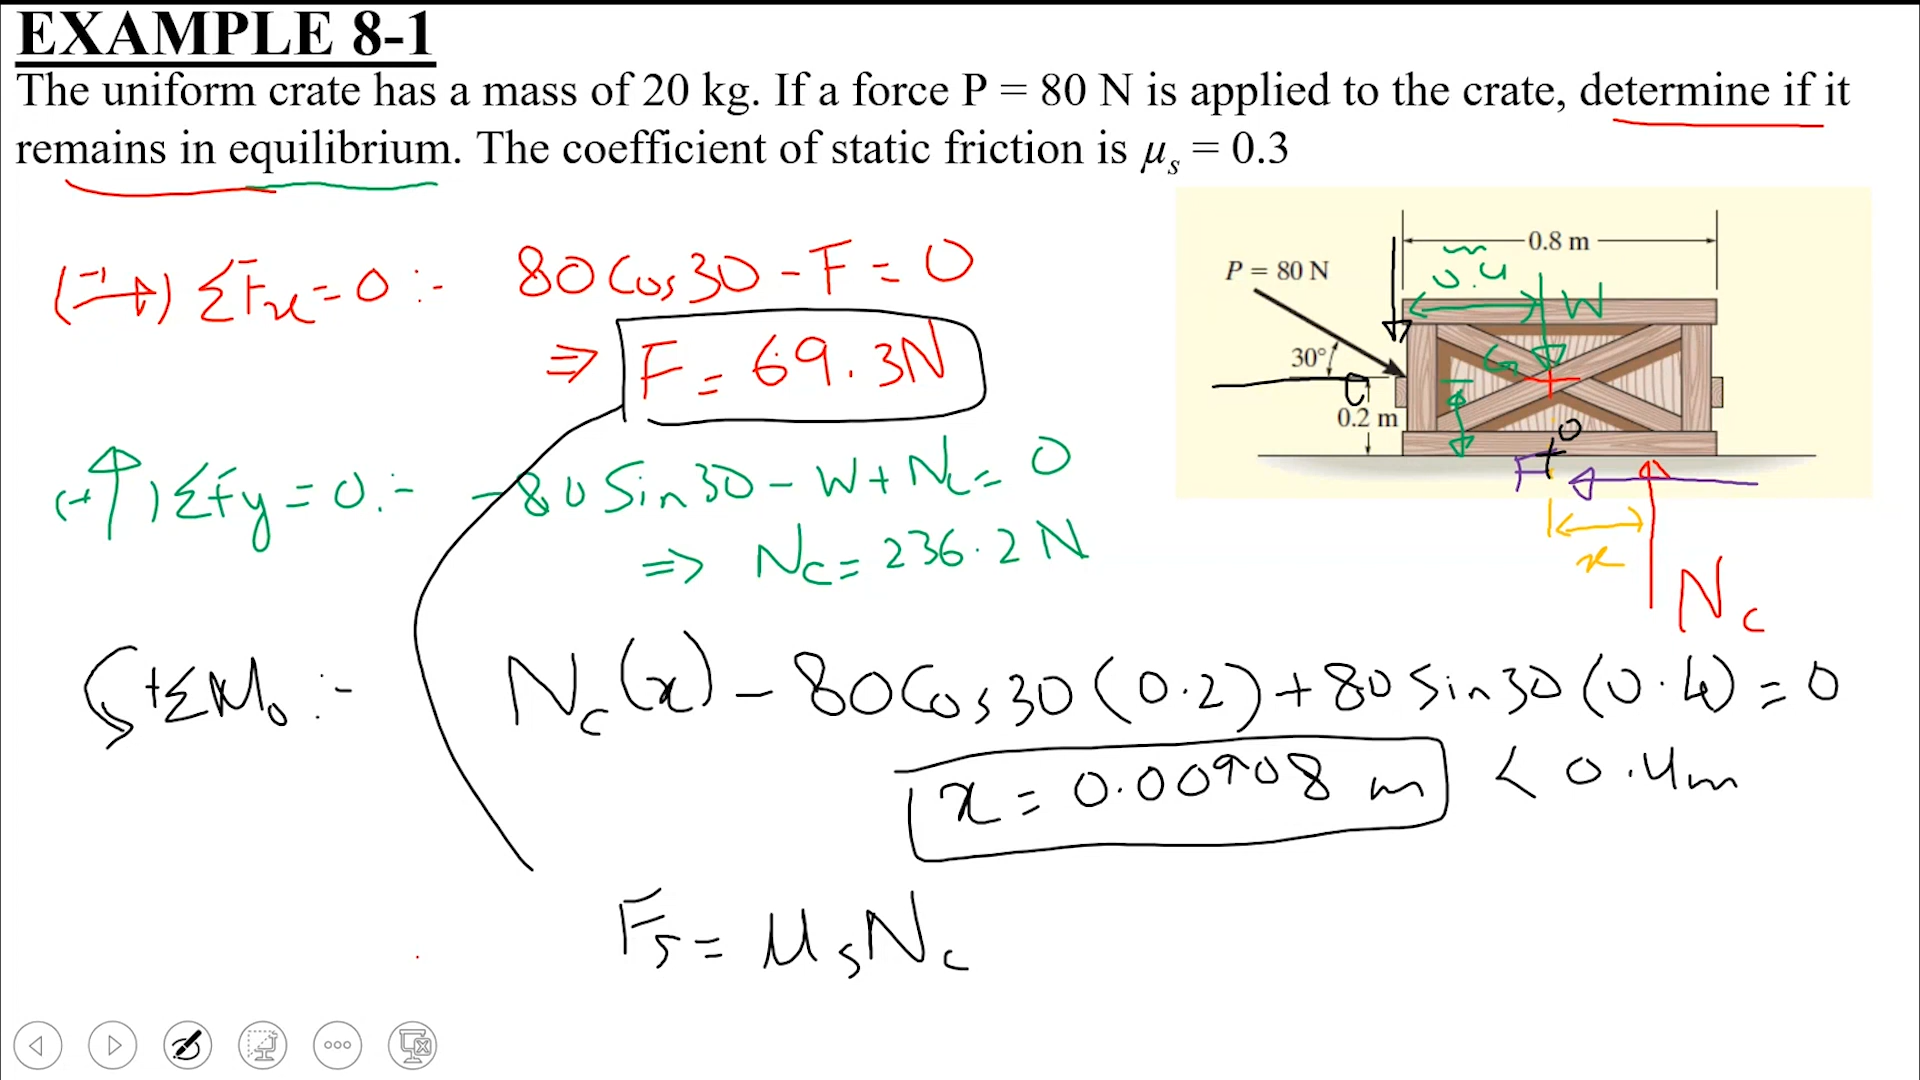 EXAMPLE 8-1
The uniform crate has a mass of 20 kg. If a force P = 80 N is applied to the crate, determine if it
remains in equilibrium. The coefficient of static friction is μs = 0.3
(+→) ΣFx = 0 :- 80 Cos 30 - F = 0
⇒ F = 69.3N
(+↑) ΣFy = 0 :- -80 Sin 30 - W + Nc = 0
⇒ Nc = 236.2 N
+ΣMo :- Nc(x) - 80 Cos 30 (0.2) + 80 Sin 30 (0.4) = 0
x = 0.00908 m < 0.4m
Fs = μsNc
0.8 m
P = 80 N
0.4
W
30°
G
0.2 m
O
F
x
Nc